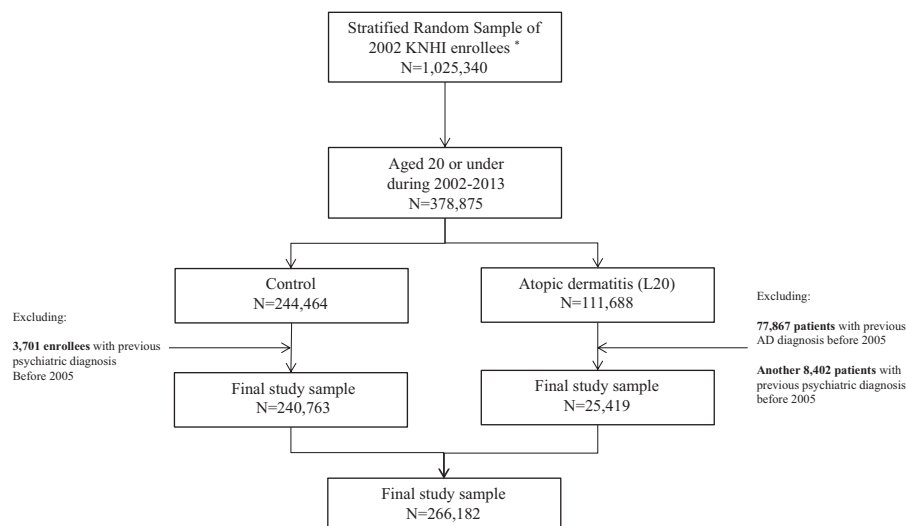 Stratified Random Sample of
2002 KNHI enrollees *
N=1,025,340
Aged 20 or under
during 2002-2013
N=378,875
Control
N=244,464
Atopic dermatitis (L20)
N=111,688
Excluding:
3,701 enrollees with previous
psychiatric diagnosis
Before 2005
Excluding:
77,867 patients with previous
AD diagnosis before 2005
Another 8,402 patients with
previous psychiatric diagnosis
before 2005
Final study sample
N=240,763
Final study sample
N=25,419
Final study sample
N=266,182